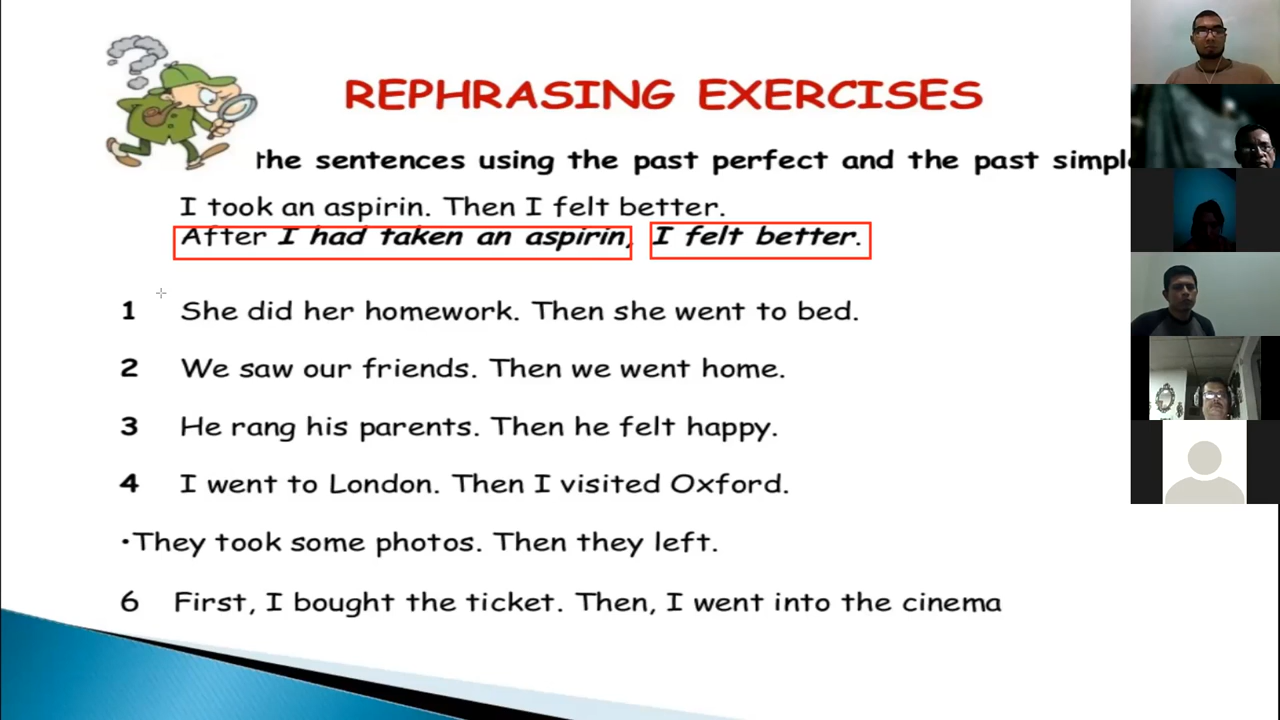 REPHRASING EXERCISES
the sentences using the past perfect and the past simple
I took an aspirin. Then I felt better.
After I had taken an aspirin, I felt better.
1 She did her homework. Then she went to bed.
2 We saw our friends. Then we went home.
3 He rang his parents. Then he felt happy.
4 I went to London. Then I visited Oxford.
•They took some photos. Then they left.
6 First, I bought the ticket. Then, I went into the cinema